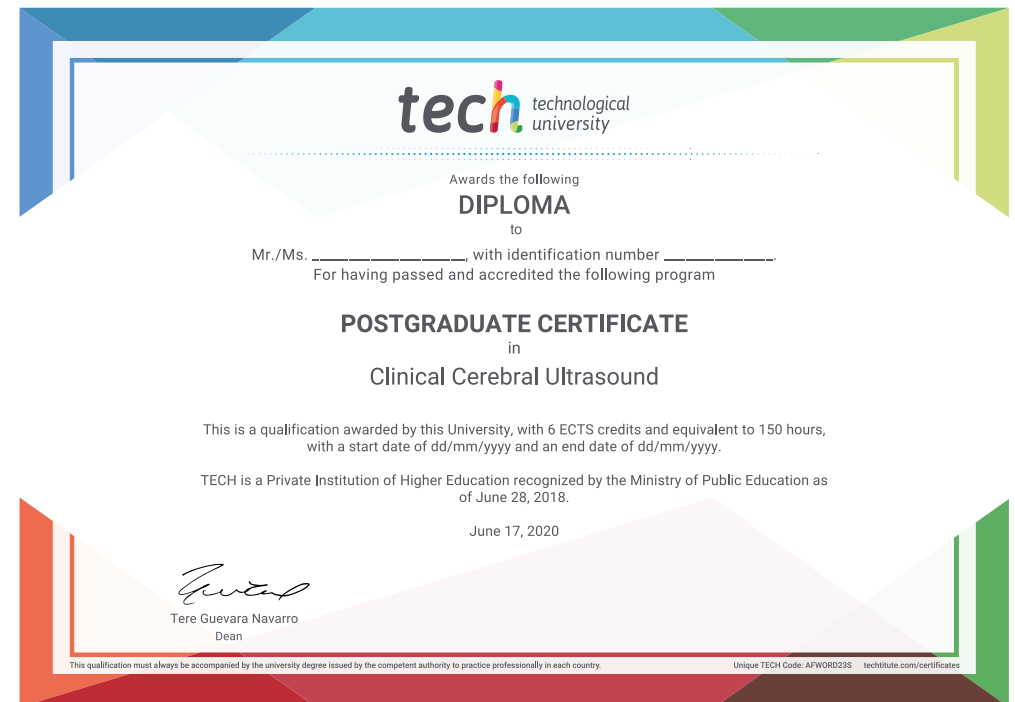 tech technological
university
Awards the following
DIPLOMA
to
Mr./Ms. ____________________, with identification number ______________.
For having passed and accredited the following program
POSTGRADUATE CERTIFICATE
in
Clinical Cerebral Ultrasound
This is a qualification awarded by this University, with 6 ECTS credits and equivalent to 150 hours,
with a start date of dd/mm/yyyy and an end date of dd/mm/yyyy.
TECH is a Private Institution of Higher Education recognized by the Ministry of Public Education as
of June 28, 2018.
June 17, 2020
Tere Guevara Navarro
Dean
This qualification must always be accompanied by the university degree issued by the competent authority to practice professionally in each country.
Unique TECH Code: AFWORD23S techtitute.com/certificates